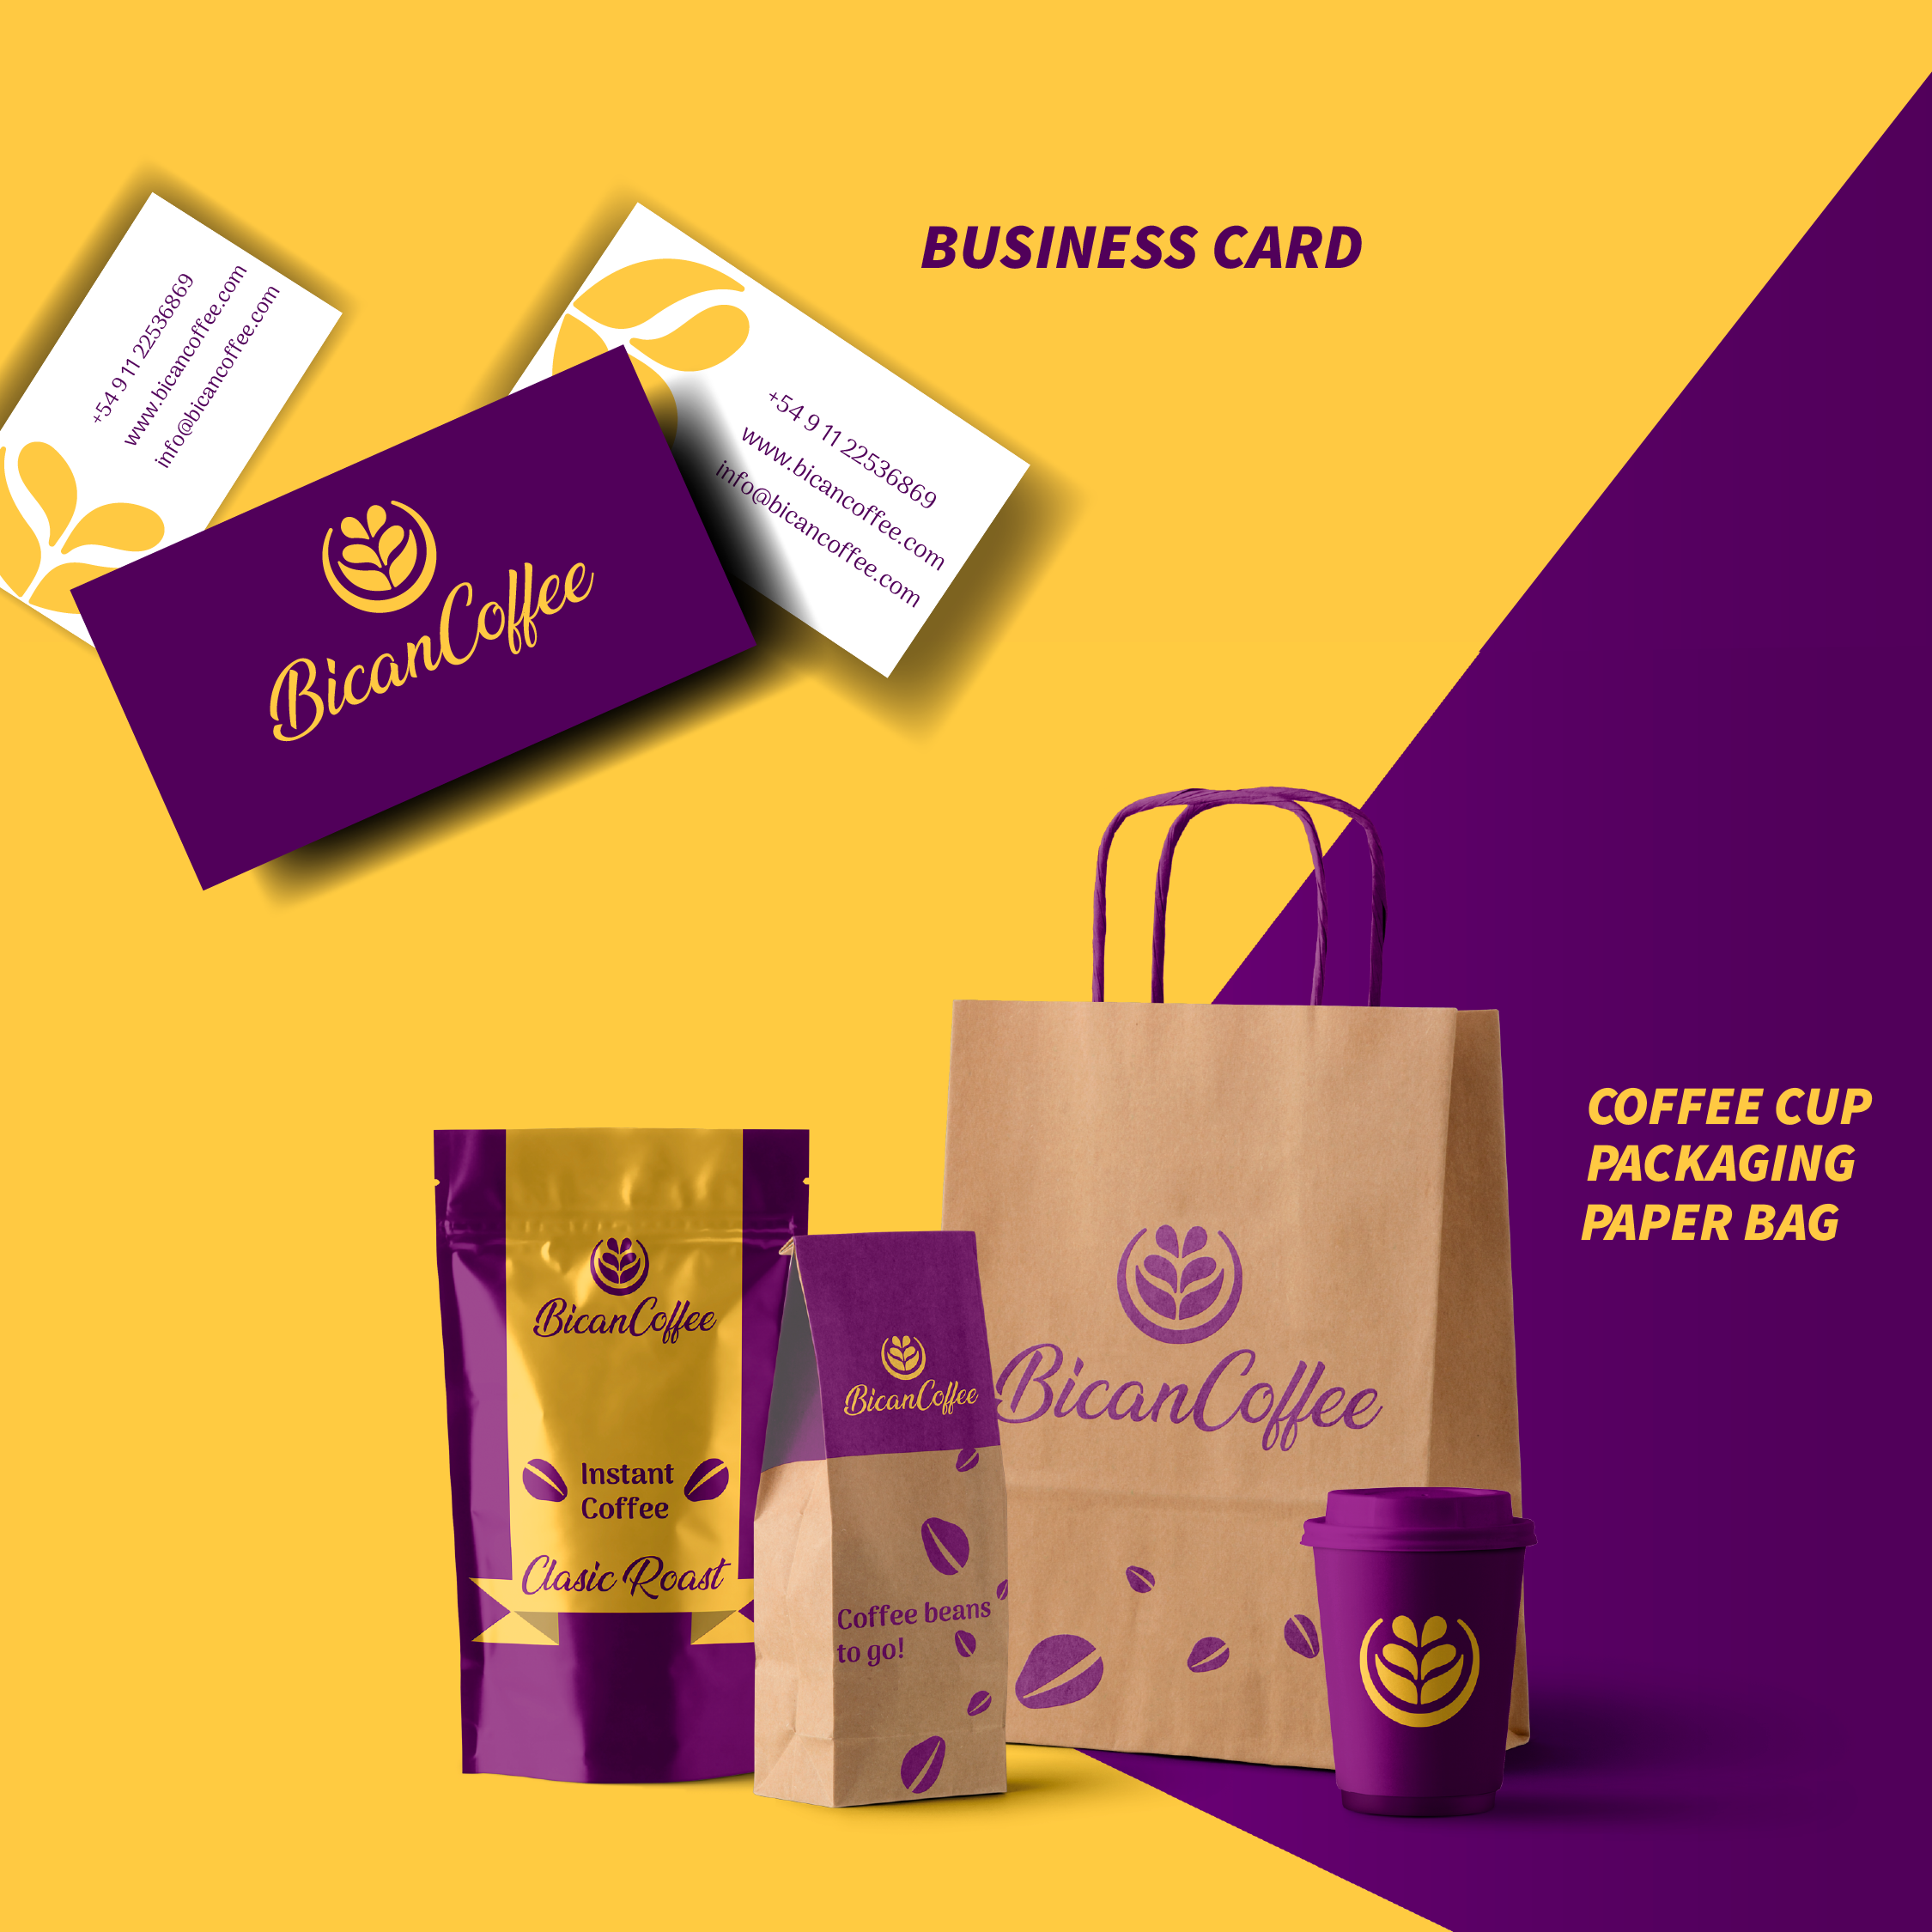 BUSINESS CARD
+54 9 11 22536869
www.bicancoffee.com
info@bicancoffee.com
+54 9 11 22536869
www.bicancoffee.com
info@bicancoffee.com
BicanCoffee
COFFEE CUP
PACKAGING
PAPER BAG
BicanCoffee
Instant
Coffee
Clasic Roast
BicanCoffee
Coffee beans
to go!
BicanCoffee